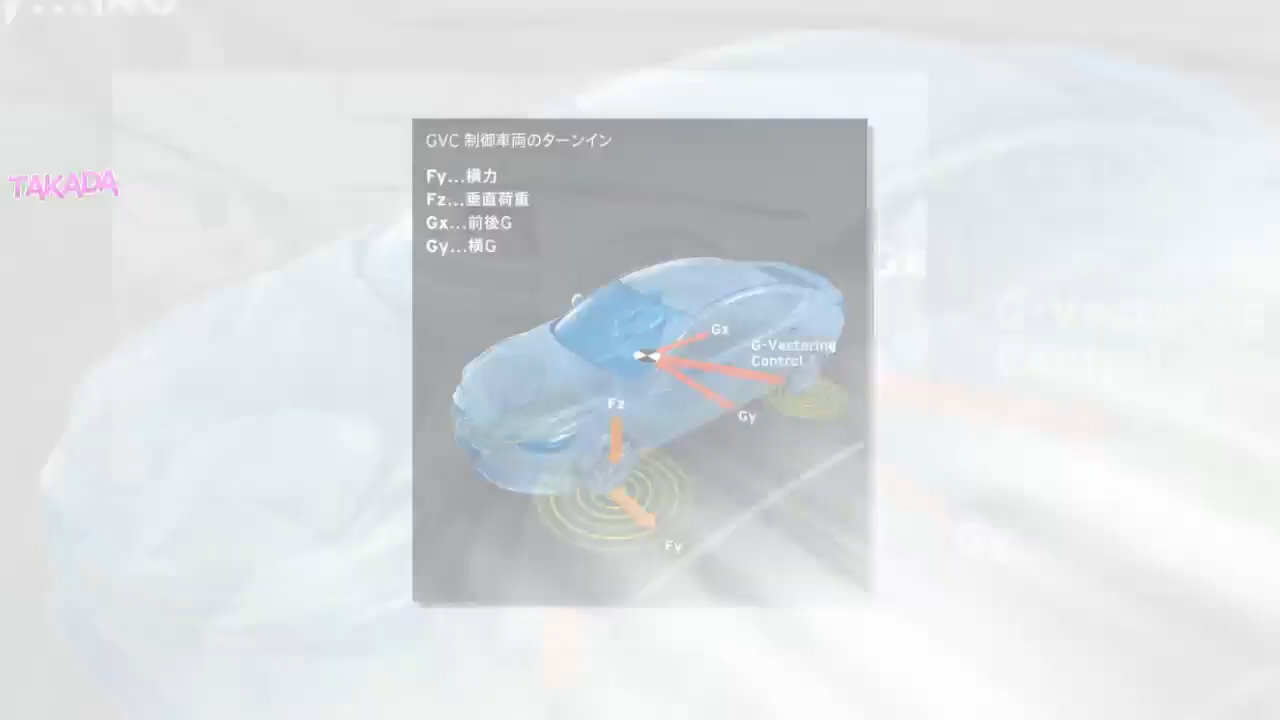 TAKADA
GVC 制御車両のターンイン
Fy...横力
Fz...垂直荷重
Gx...前後G
Gy...横G
Gx
G-Vectoring
Control
Gy
Fz
Fy